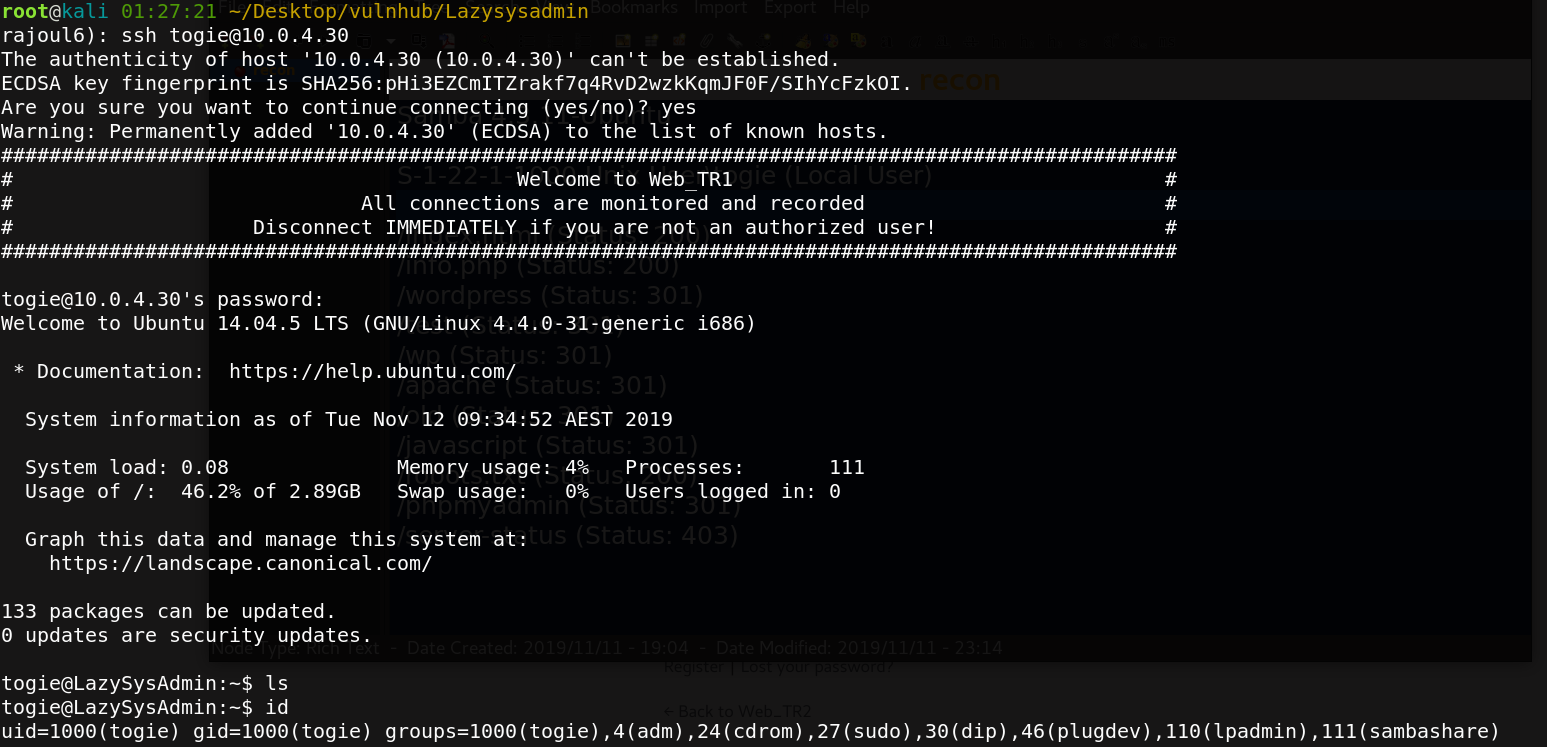 root@kali 01:27:21 ~/Desktop/vulnhub/Lazysysadmin
Bookmarks Import Export Help
rajoul6): ssh togie@10.0.4.30
The authenticity of host '10.0.4.30 (10.0.4.30)' can't be established.
recon
ECDSA key fingerprint is SHA256:pHi3EZCmITZrakf7q4RvD2wzkKqmJF0F/SIhYcFzkOI.
Are you sure you want to continue connecting (yes/no)? yes
Warning: Permanently added '10.0.4.30' (ECDSA) to the list of known hosts.
##################################################################################################
# Welcome to Web_TR1 #
# All connections are monitored and recorded #
# Disconnect IMMEDIATELY if you are not an authorized user! #
##################################################################################################
(Local User)
/info.php (Status: 200)
/wordpress (Status: 301)
togie@10.0.4.30's password:
Welcome to Ubuntu 14.04.5 LTS (GNU/Linux 4.4.0-31-generic i686)
/wp (Status: 301)
* Documentation: https://help.ubuntu.com/
/apache (Status: 301)
System information as of Tue Nov 12 09:34:52 AEST 2019
/javascript (Status: 301)
System load: 0.08 Memory usage: 4% Processes: 111
Usage of /: 46.2% of 2.89GB Swap usage: 0% Users logged in: 0
/phpmyadmin (Status: 301)
/server-status (Status: 403)
Graph this data and manage this system at:
https://landscape.canonical.com/
133 packages can be updated.
0 updates are security updates.
Node Type: Rich Text - Date Created: 2019/11/11 - 19:04 - Date Modified: 2019/11/11 - 23:14
Register | Lost your password?
togie@LazySysAdmin:~$ ls
togie@LazySysAdmin:~$ id
← Back to Web_TR2
uid=1000(togie) gid=1000(togie) groups=1000(togie),4(adm),24(cdrom),27(sudo),30(dip),46(plugdev),110(lpadmin),111(sambashare)